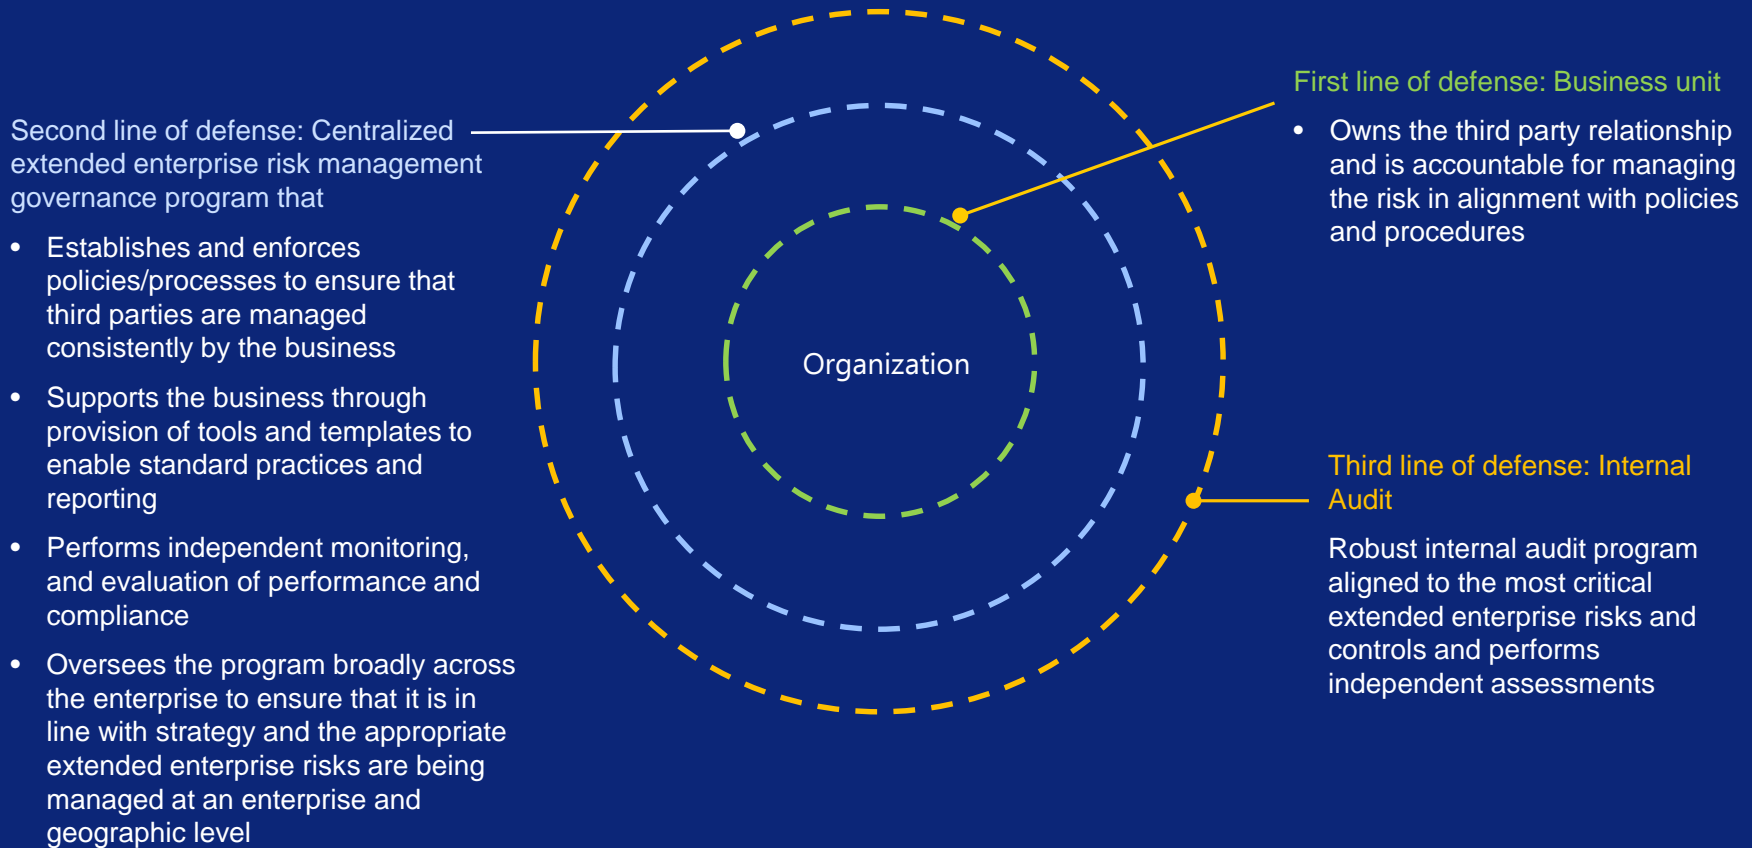 Second line of defense: Centralized
extended enterprise risk management
governance program that
• Establishes and enforces
policies/processes to ensure that
third parties are managed
consistently by the business
• Supports the business through
provision of tools and templates to
enable standard practices and
reporting
• Performs independent monitoring,
and evaluation of performance and
compliance
• Oversees the program broadly across
the enterprise to ensure that it is in
line with strategy and the appropriate
extended enterprise risks are being
managed at an enterprise and
geographic level
Organization
First line of defense: Business unit
• Owns the third party relationship
and is accountable for managing
the risk in alignment with policies
and procedures
Third line of defense: Internal
Audit
Robust internal audit program
aligned to the most critical
extended enterprise risks and
controls and performs
independent assessments